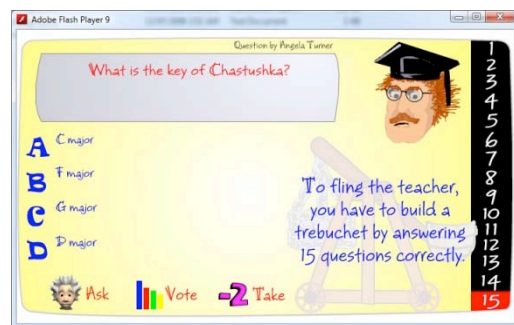 Adobe Flash Player 9
Question by Angela Turner
What is the key of Chastushka?
A C major
B F major
C G major
D D major
To fling the teacher,
you have to build a
trebuchet by answering
15 questions correctly.
Ask Vote -2 Take
1
2
3
4
5
6
7
8
9
10
11
12
13
14
15